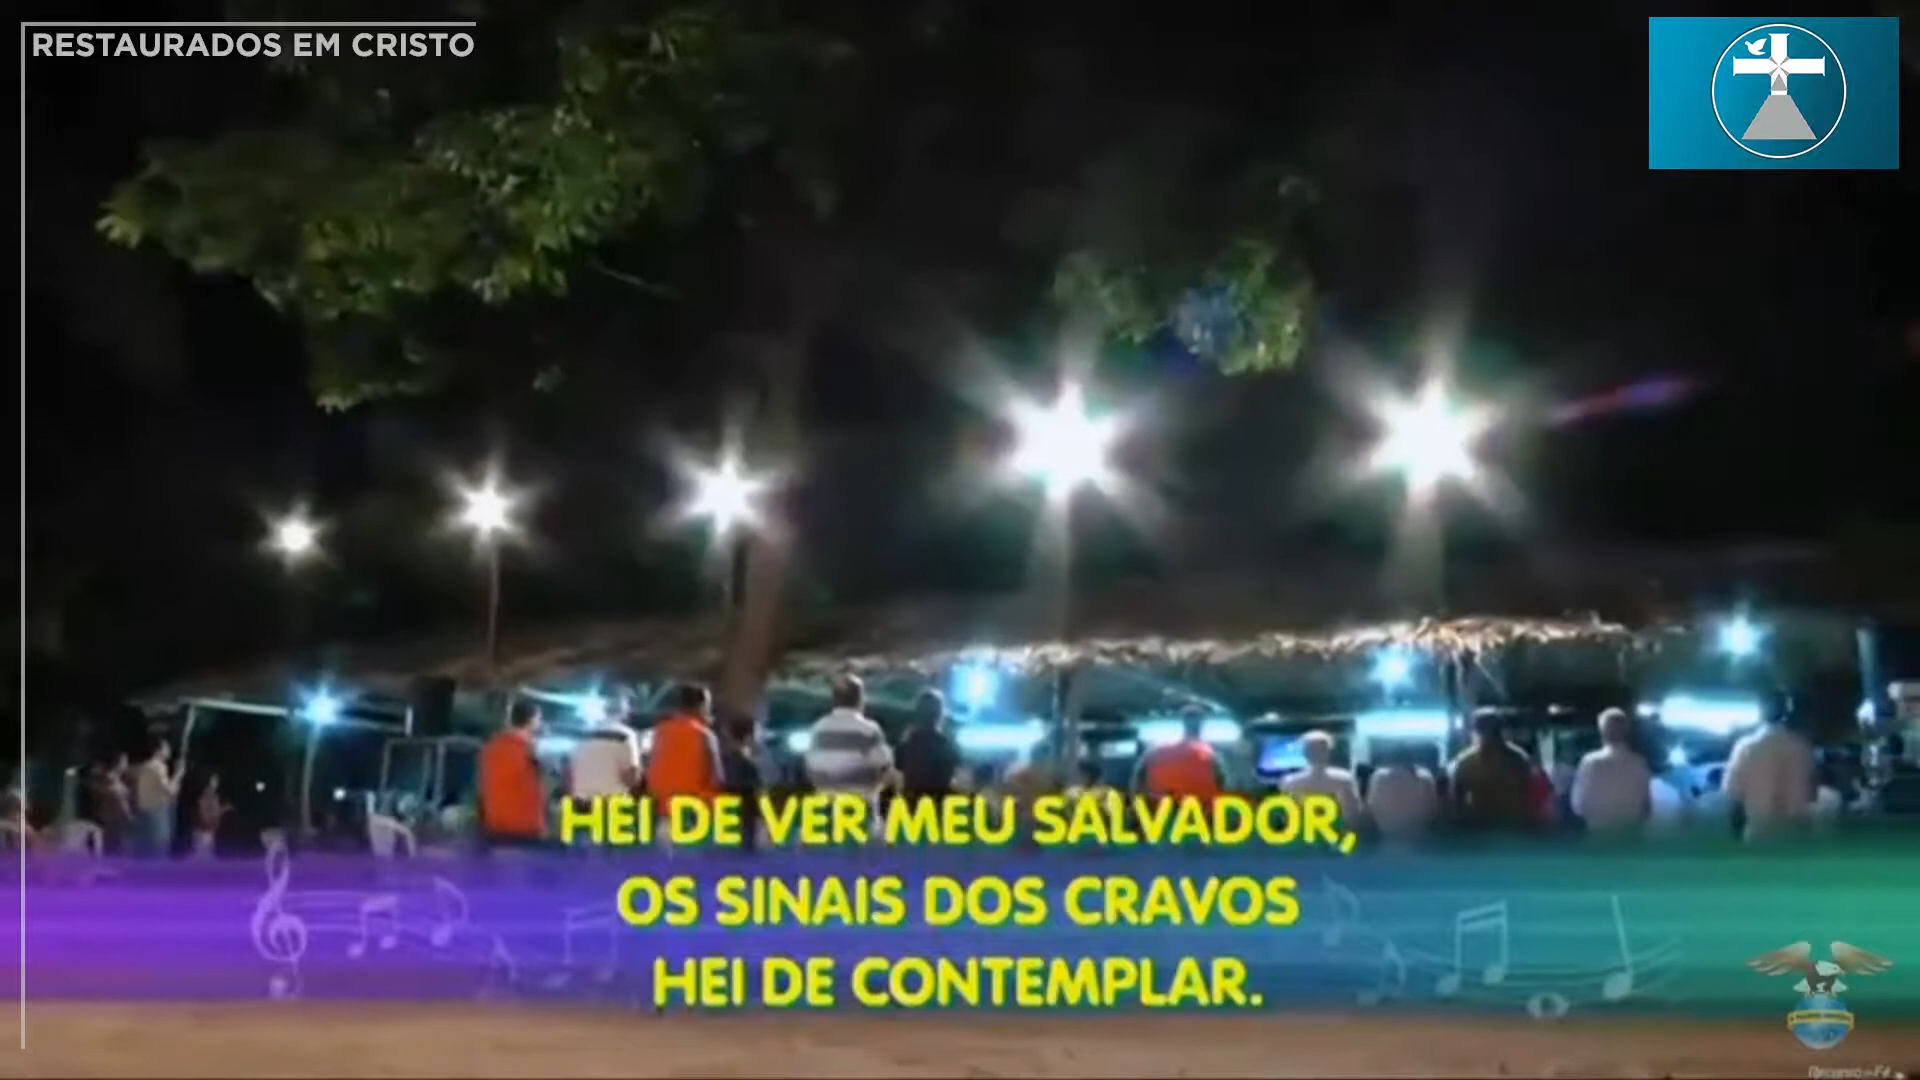 RESTAURADOS EM CRISTO
HEI DE VER MEU SALVADOR,
OS SINAIS DOS CRAVOS
HEI DE CONTEMPLAR.